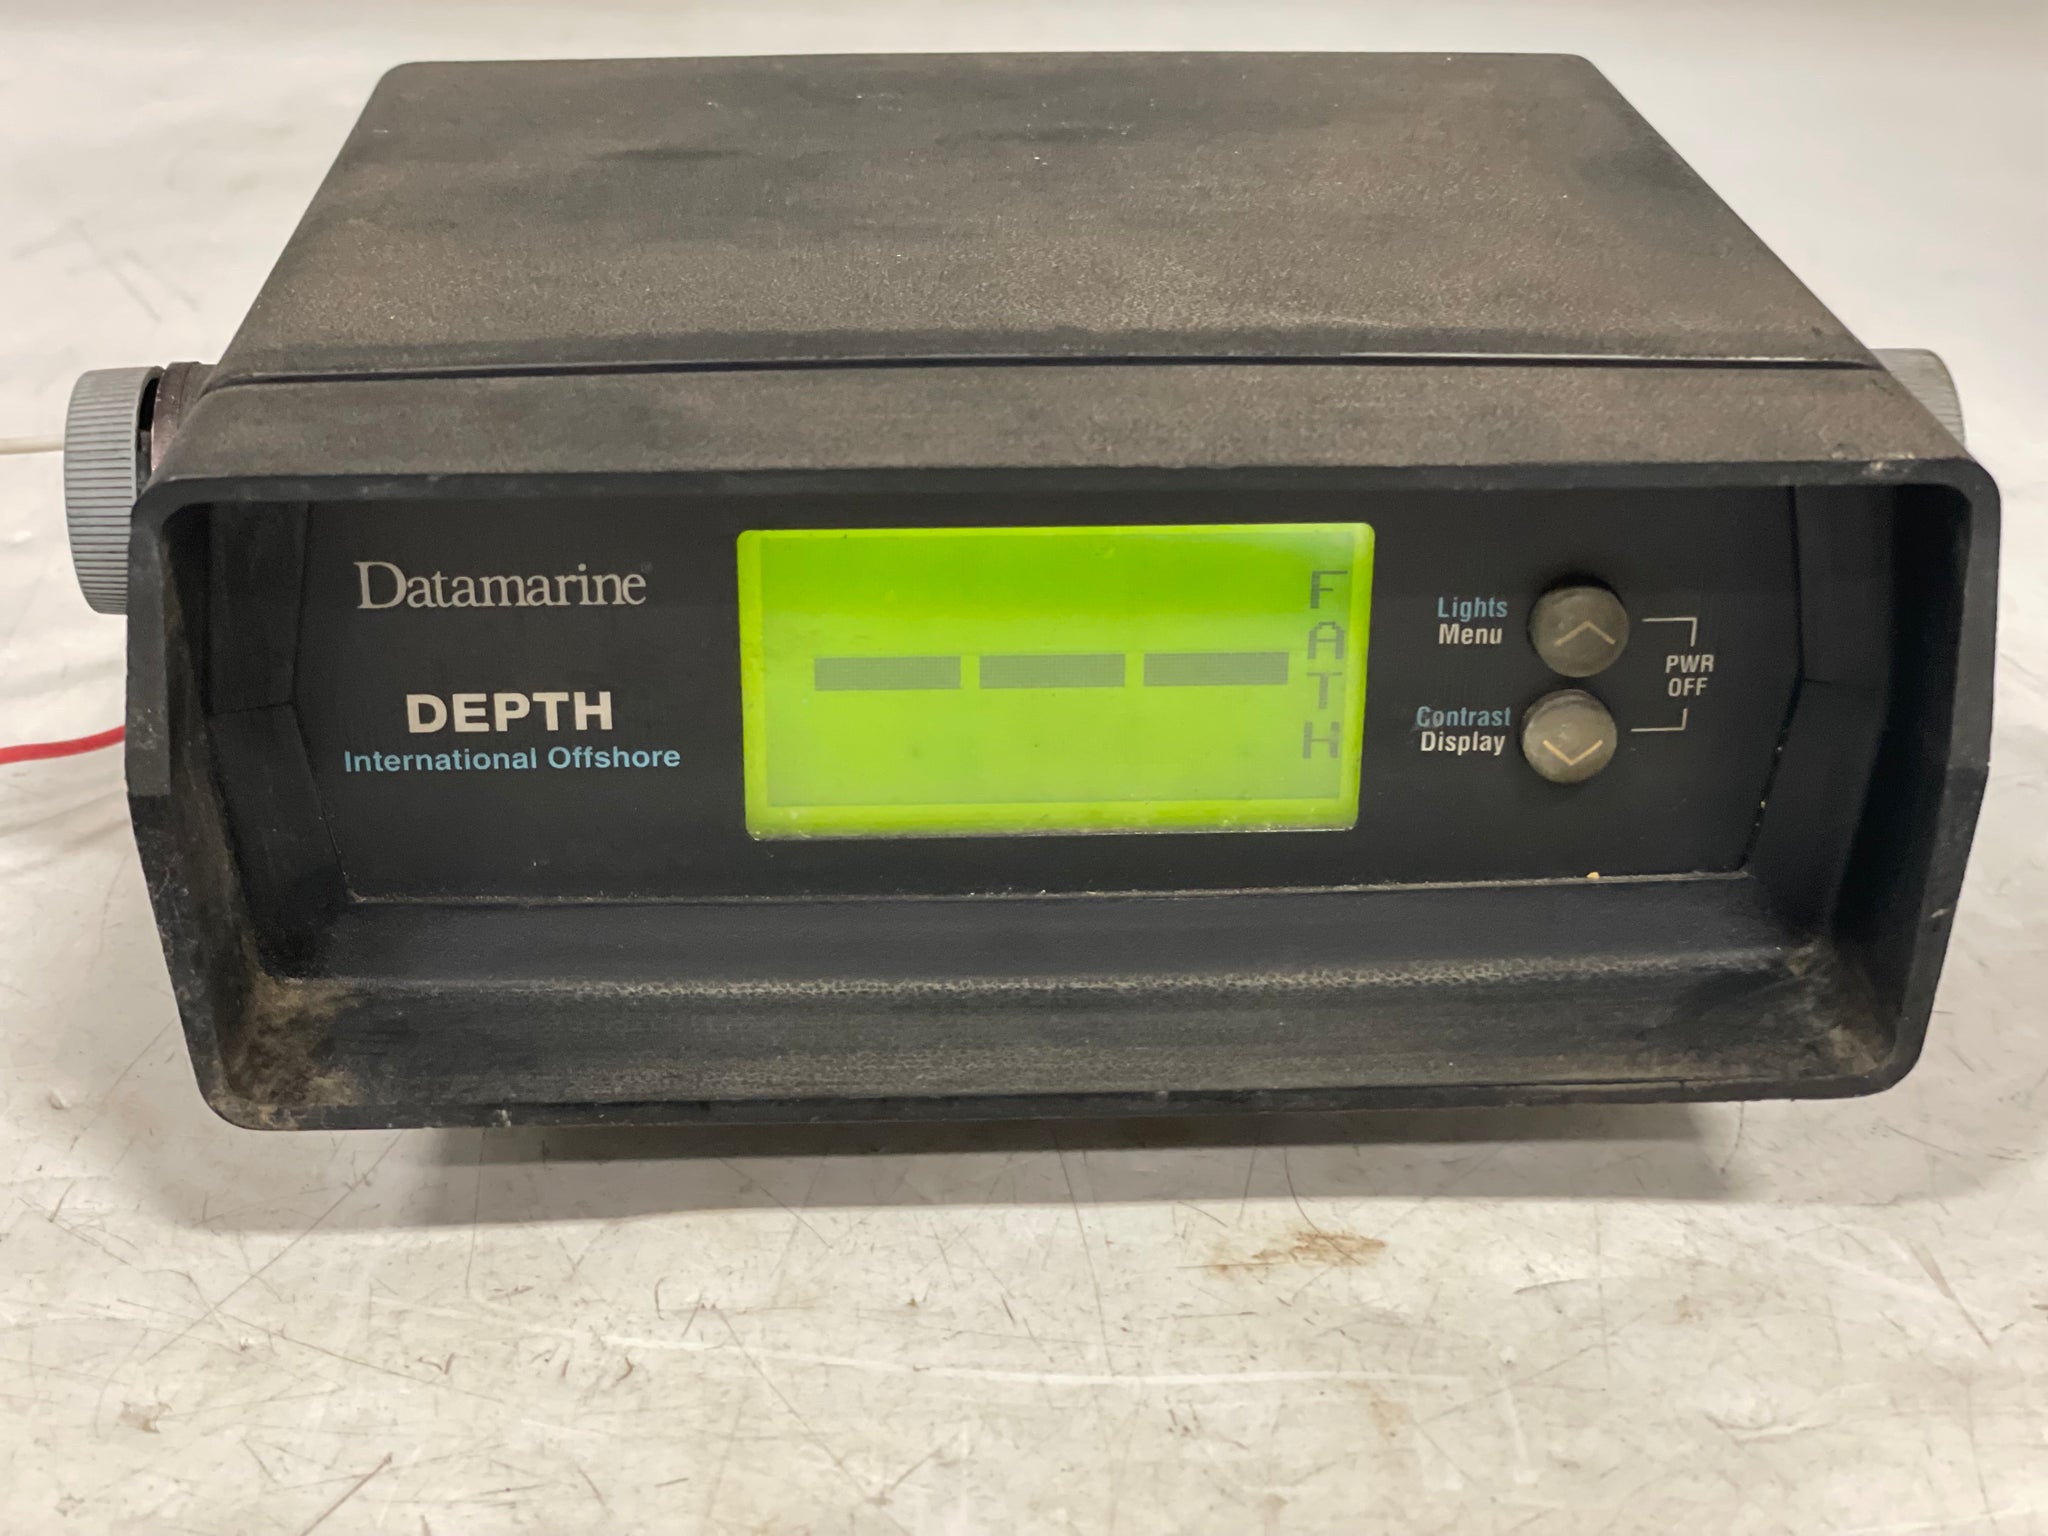 Datamarine®
DEPTH
International Offshore
--- 
FATH
Lights
Menu
Contrast
Display
PWR
OFF